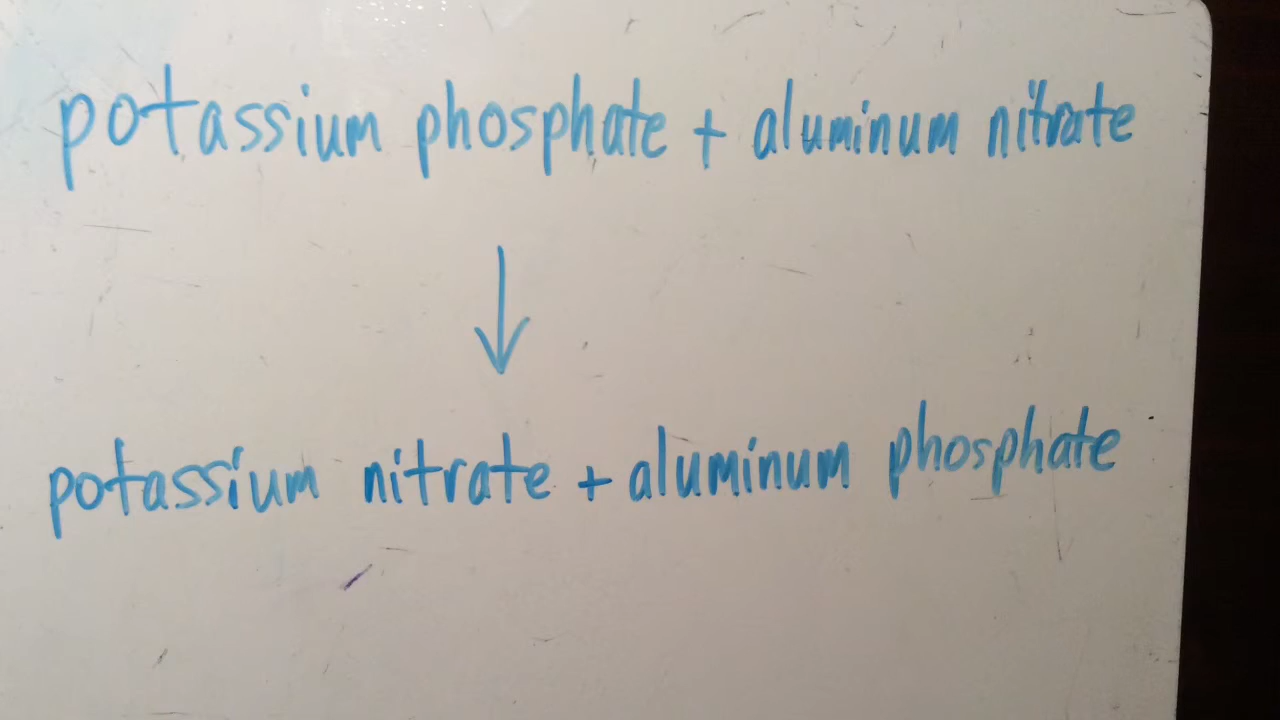 potassium phosphate + aluminum nitrate
↓
potassium nitrate + aluminum phosphate